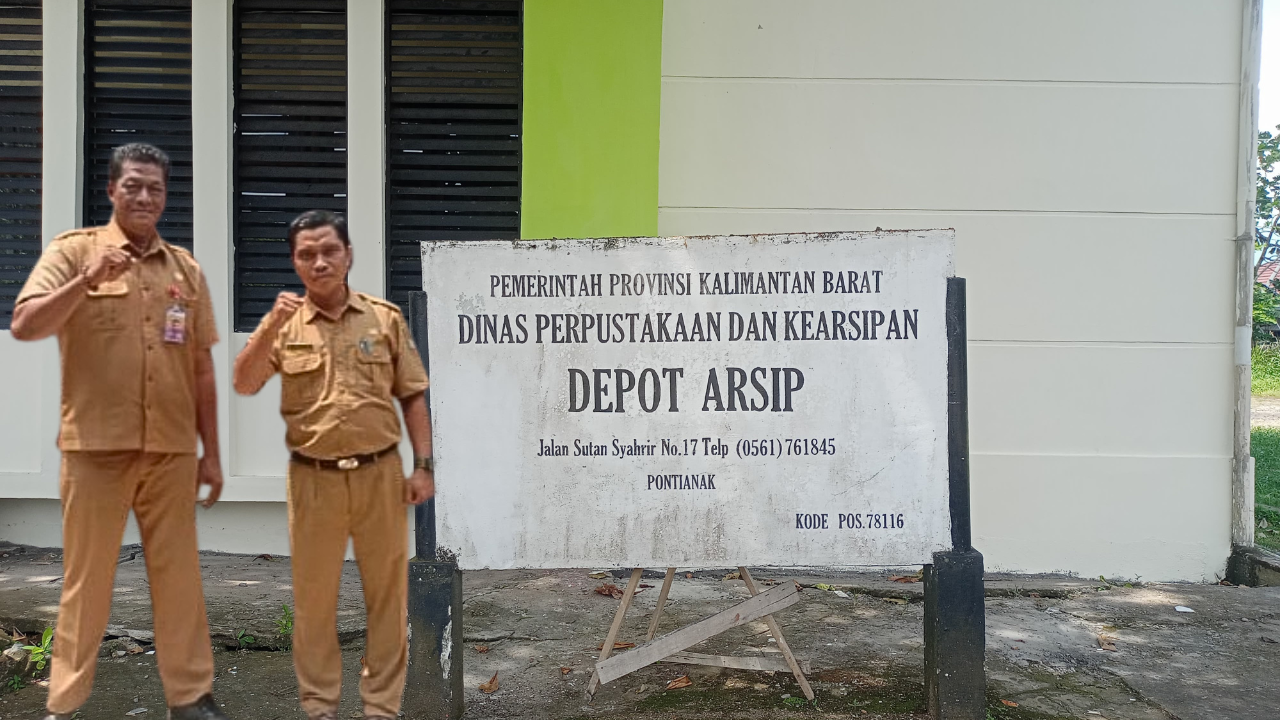 PEMERINTAH PROVINSI KALIMANTAN BARAT
DINAS PERPUSTAKAAN DAN KEARSIPAN
DEPOT ARSIP
Jalan Sutan Syahrir No.17 Telp (0561) 761845
PONTIANAK
KODE POS.78116